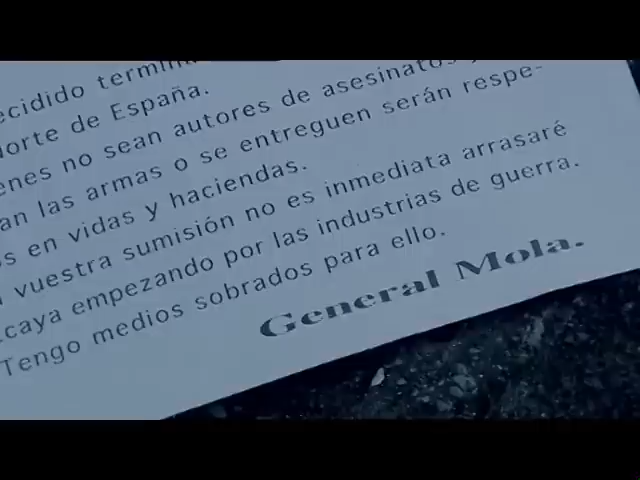 ecidido termin
orte de España.
enes no sean autores de asesinatos
an las armas o se entreguen serán respe-
s en vidas y haciendas.
vuestra sumisión no es inmediata arrasaré
caya empezando por las industrias de guerra.
Tengo medios sobrados para ello.
General Mola.